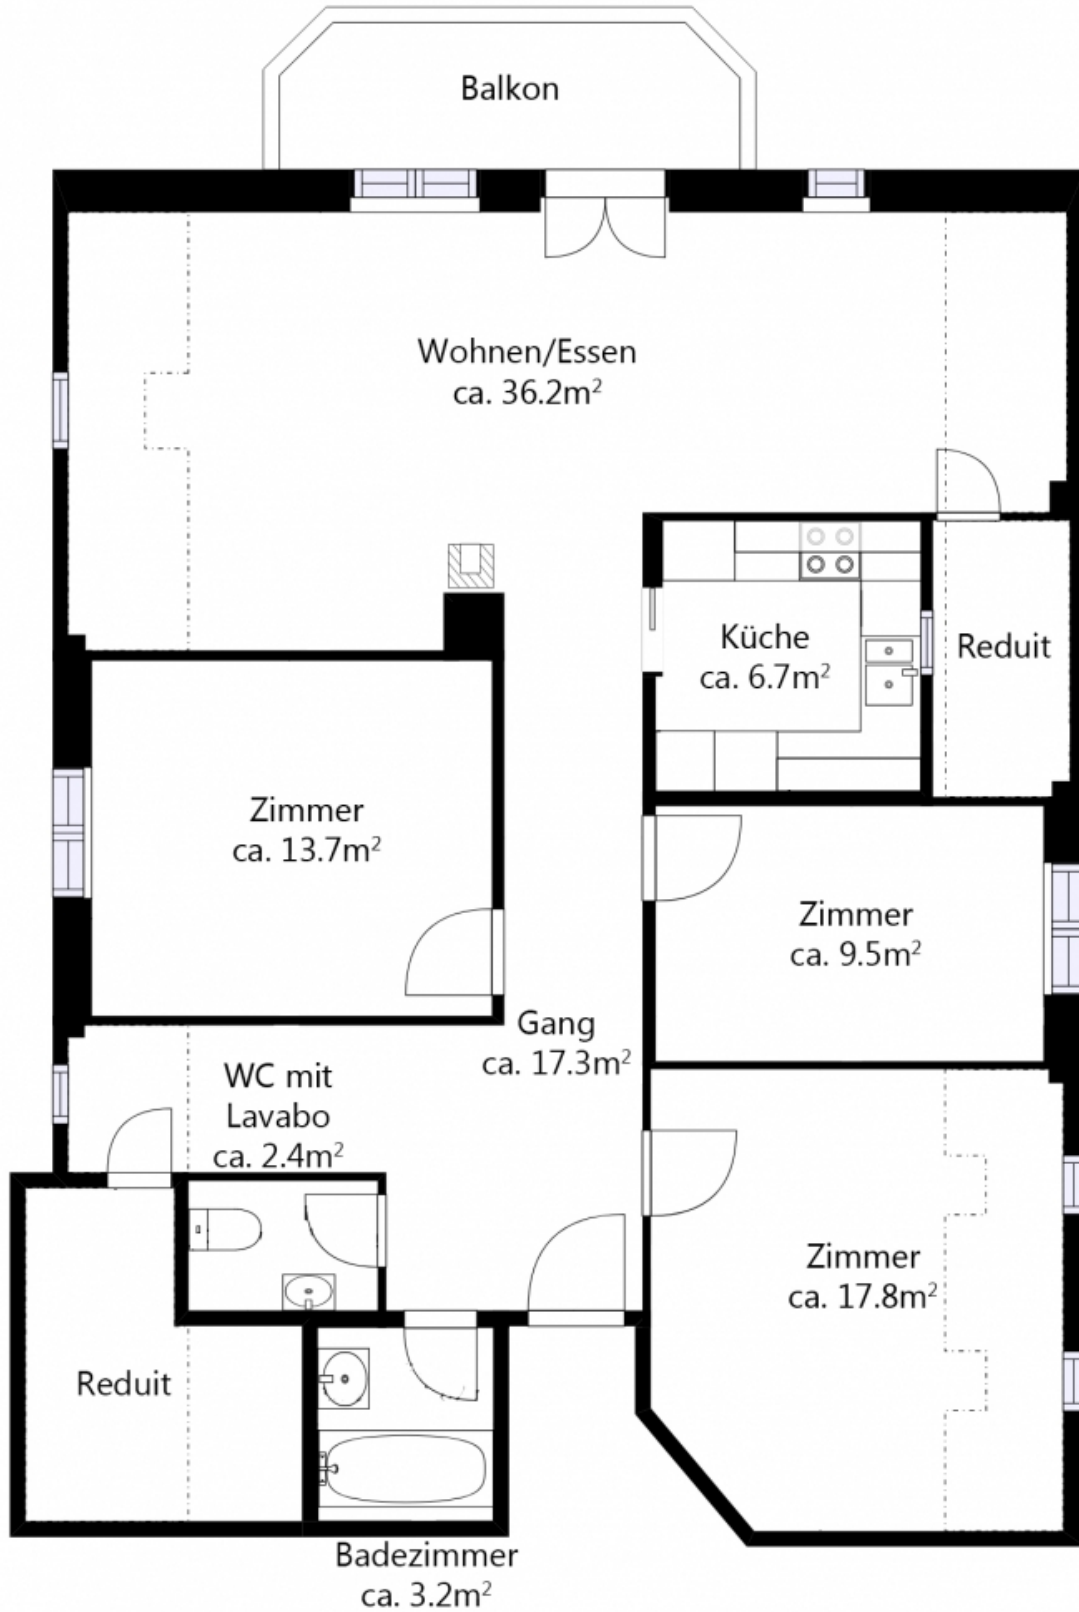 Balkon
Wohnen/Essen
ca. 36.2m²
Küche
ca. 6.7m²
Reduit
Zimmer
ca. 13.7m²
Zimmer
ca. 9.5m²
Gang
ca. 17.3m²
WC mit
Lavabo
ca. 2.4m²
Zimmer
ca. 17.8m²
Reduit
Badezimmer
ca. 3.2m²